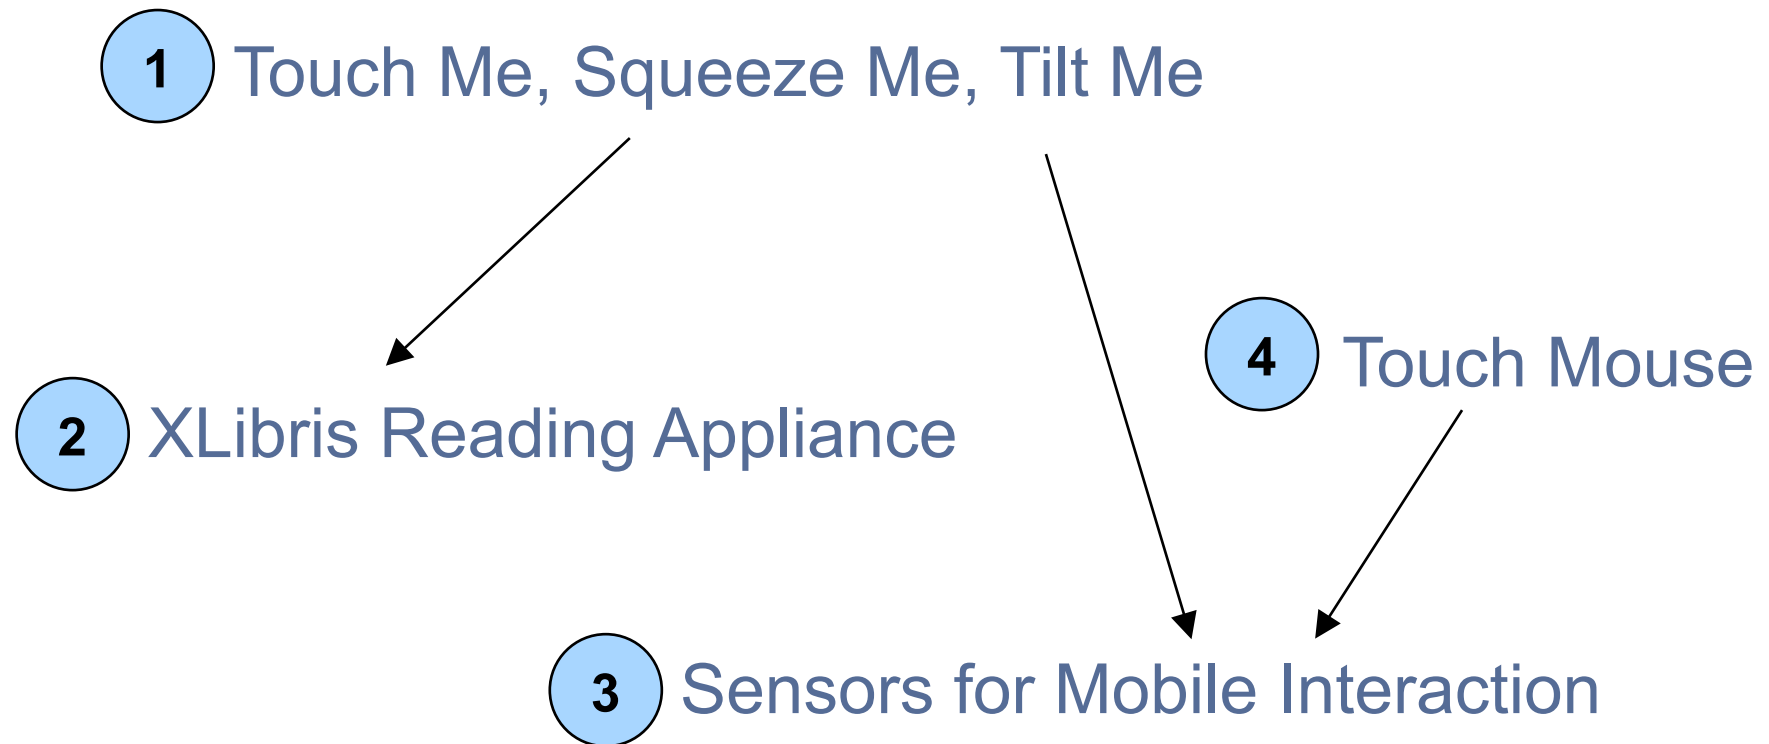 1 Touch Me, Squeeze Me, Tilt Me
4 Touch Mouse
2 XLibris Reading Appliance
3 Sensors for Mobile Interaction